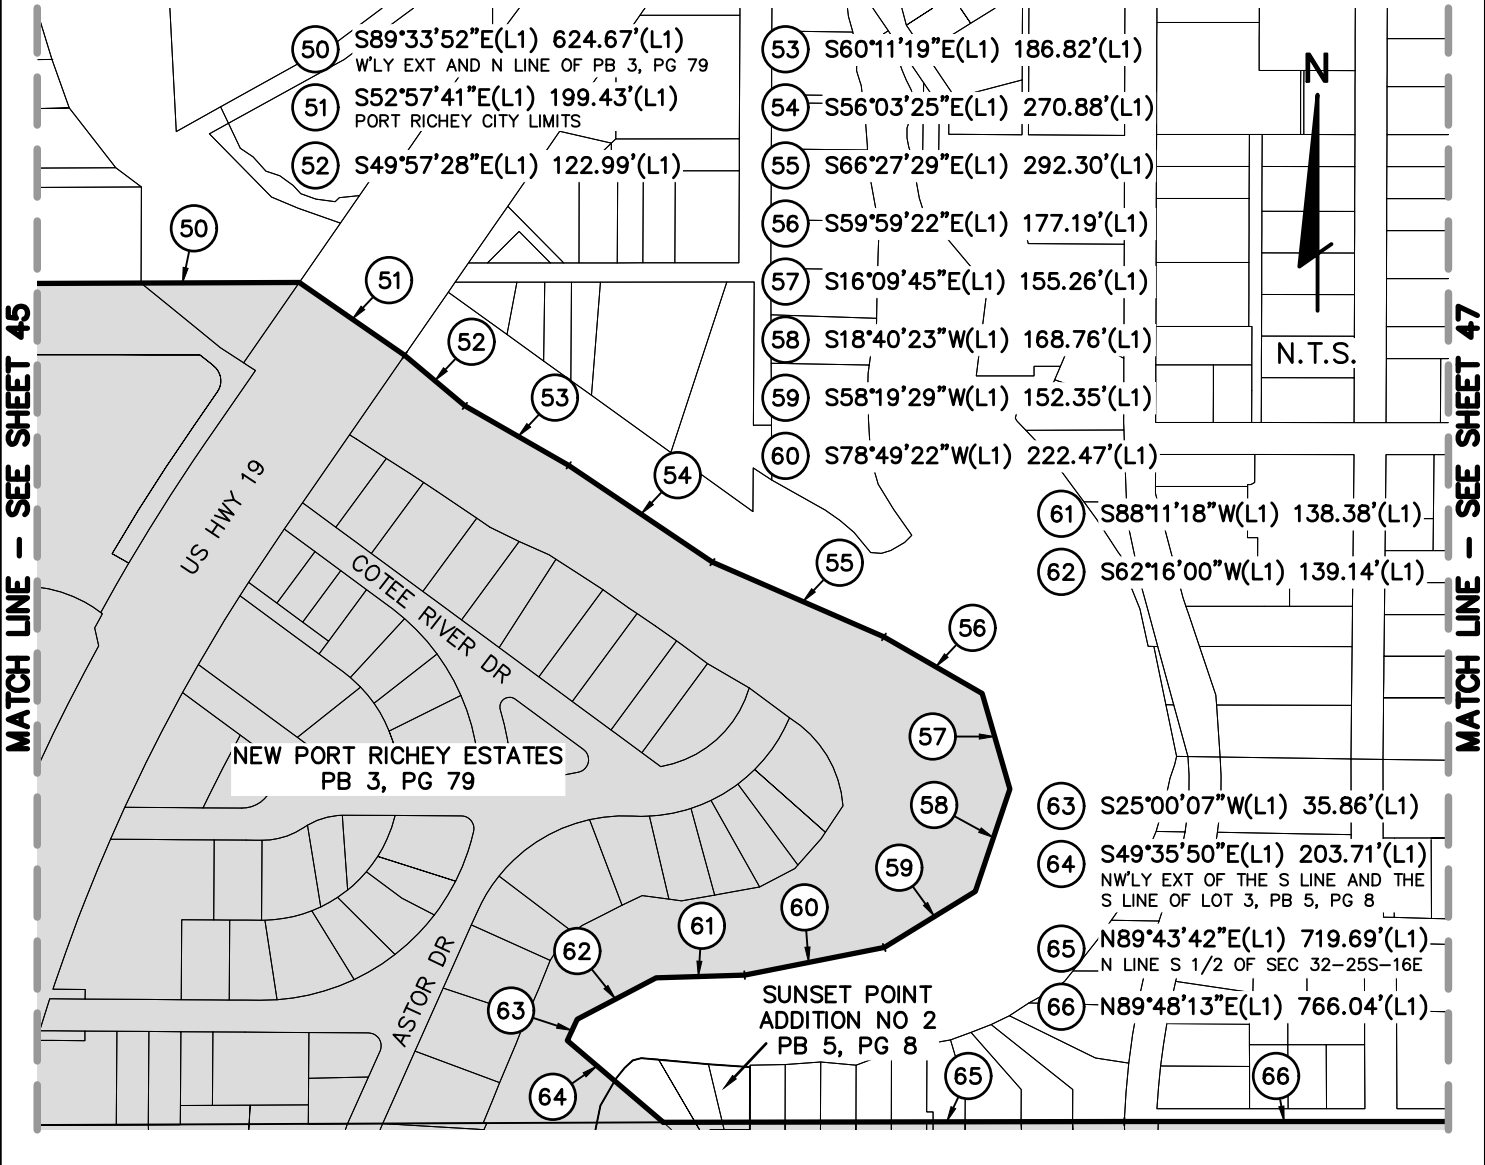 50 S89°33'52"E(L1) 624.67'(L1)
W'LY EXT AND N LINE OF PB 3, PG 79
51 S52°57'41"E(L1) 199.43'(L1)
PORT RICHEY CITY LIMITS
52 S49°57'28"E(L1) 122.99'(L1)
53 S60°11'19"E(L1) 186.82'(L1)
54 S56°03'25"E(L1) 270.88'(L1)
55 S66°27'29"E(L1) 292.30'(L1)
56 S59°59'22"E(L1) 177.19'(L1)
57 S16°09'45"E(L1) 155.26'(L1)
58 S18°40'23"W(L1) 168.76'(L1)
59 S58°19'29"W(L1) 152.35'(L1)
60 S78°49'22"W(L1) 222.47'(L1)
61 S88°11'18"W(L1) 138.38'(L1)
62 S62°16'00"W(L1) 139.14'(L1)
63 S25°00'07"W(L1) 35.86'(L1)
64 S49°35'50"E(L1) 203.71'(L1)
NW'LY EXT OF THE S LINE AND THE
S LINE OF LOT 3, PB 5, PG 8
65 N89°43'42"E(L1) 719.69'(L1)
N LINE S 1/2 OF SEC 32-25S-16E
66 N89°48'13"E(L1) 766.04'(L1)
N
N.T.S.
MATCH LINE - SEE SHEET 45
MATCH LINE - SEE SHEET 47
50
51
52
53
54
55
56
57
58
59
60
61
62
63
64
65
66
US HWY 19
COTEE RIVER DR
NEW PORT RICHEY ESTATES
PB 3, PG 79
ASTOR DR
SUNSET POINT
ADDITION NO 2
PB 5, PG 8